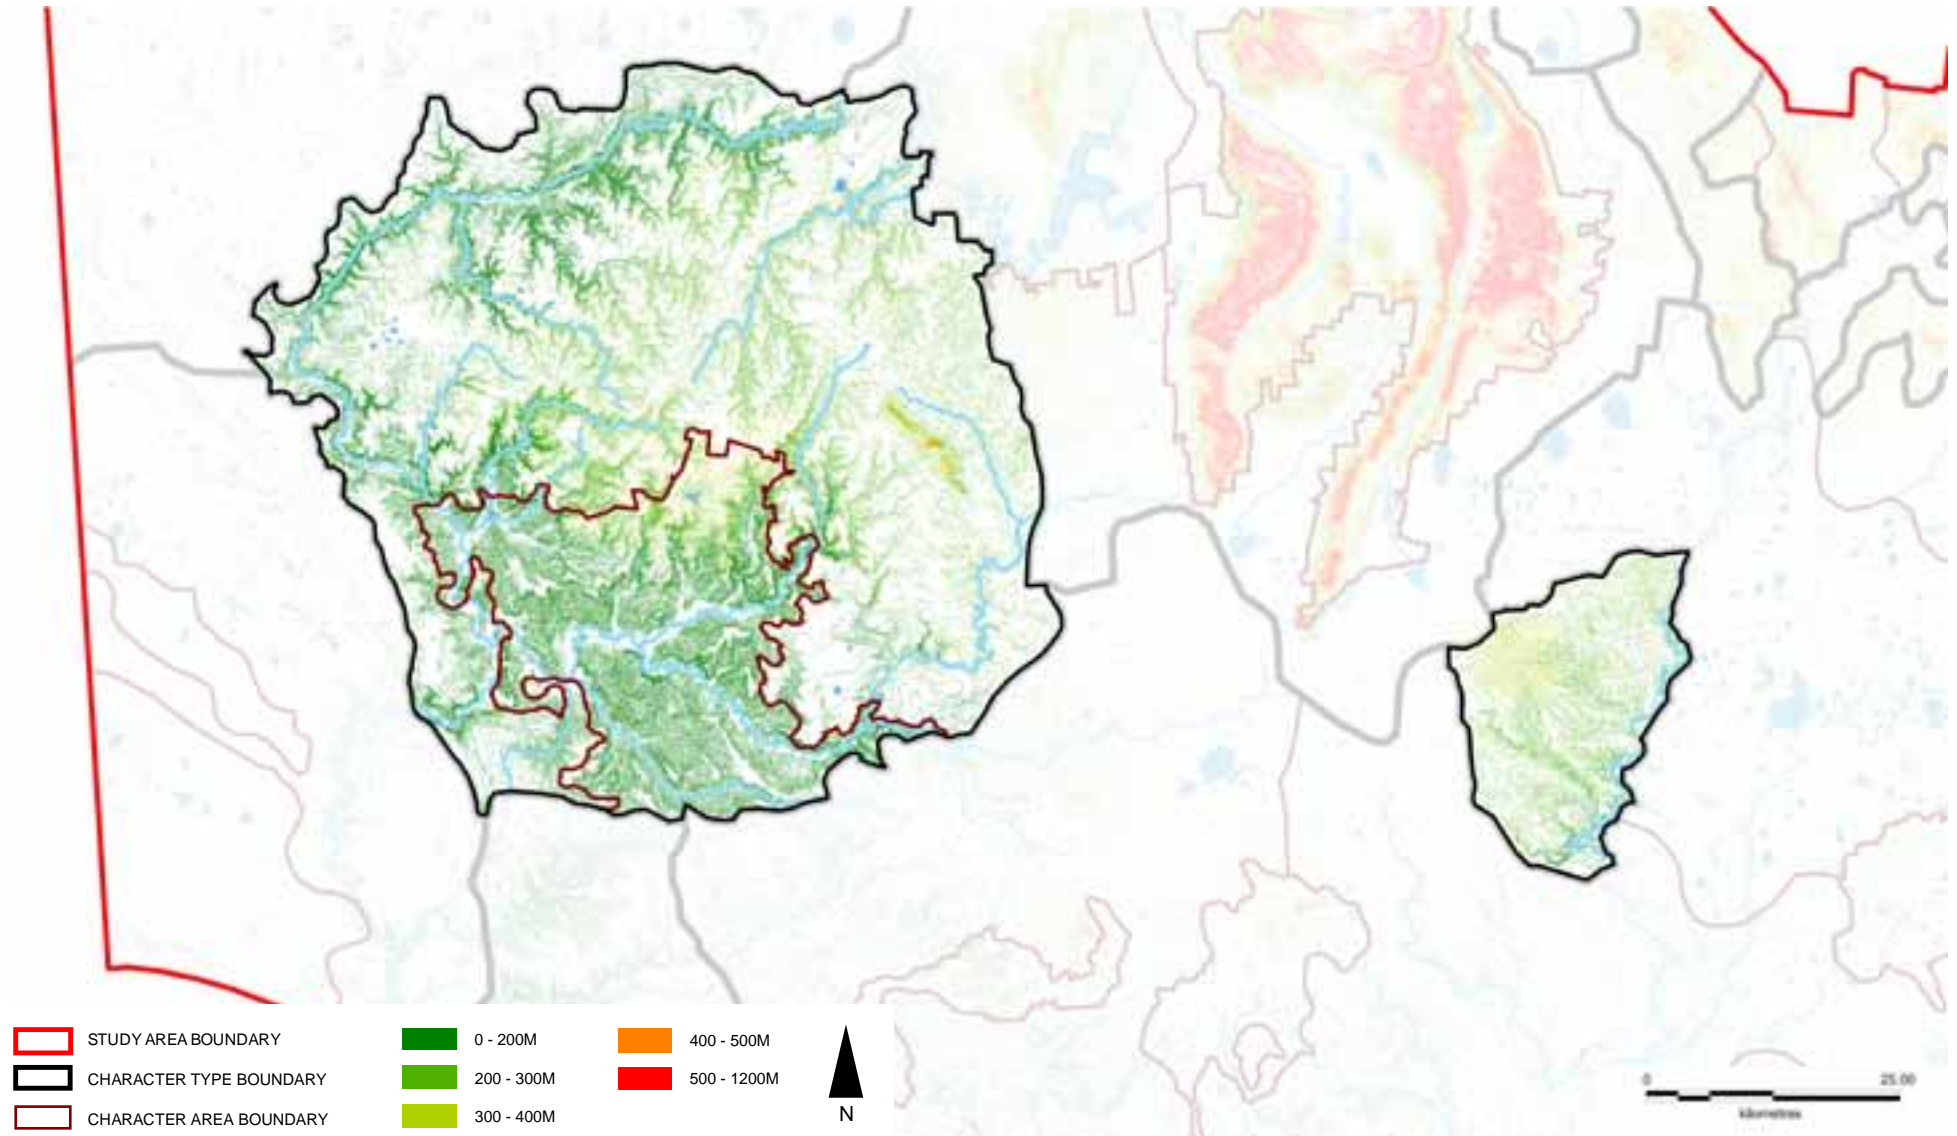 STUDY AREA BOUNDARY
CHARACTER TYPE BOUNDARY
CHARACTER AREA BOUNDARY
0 - 200M
200 - 300M
300 - 400M
400 - 500M
500 - 1200M
N
0 25.00
kilometres